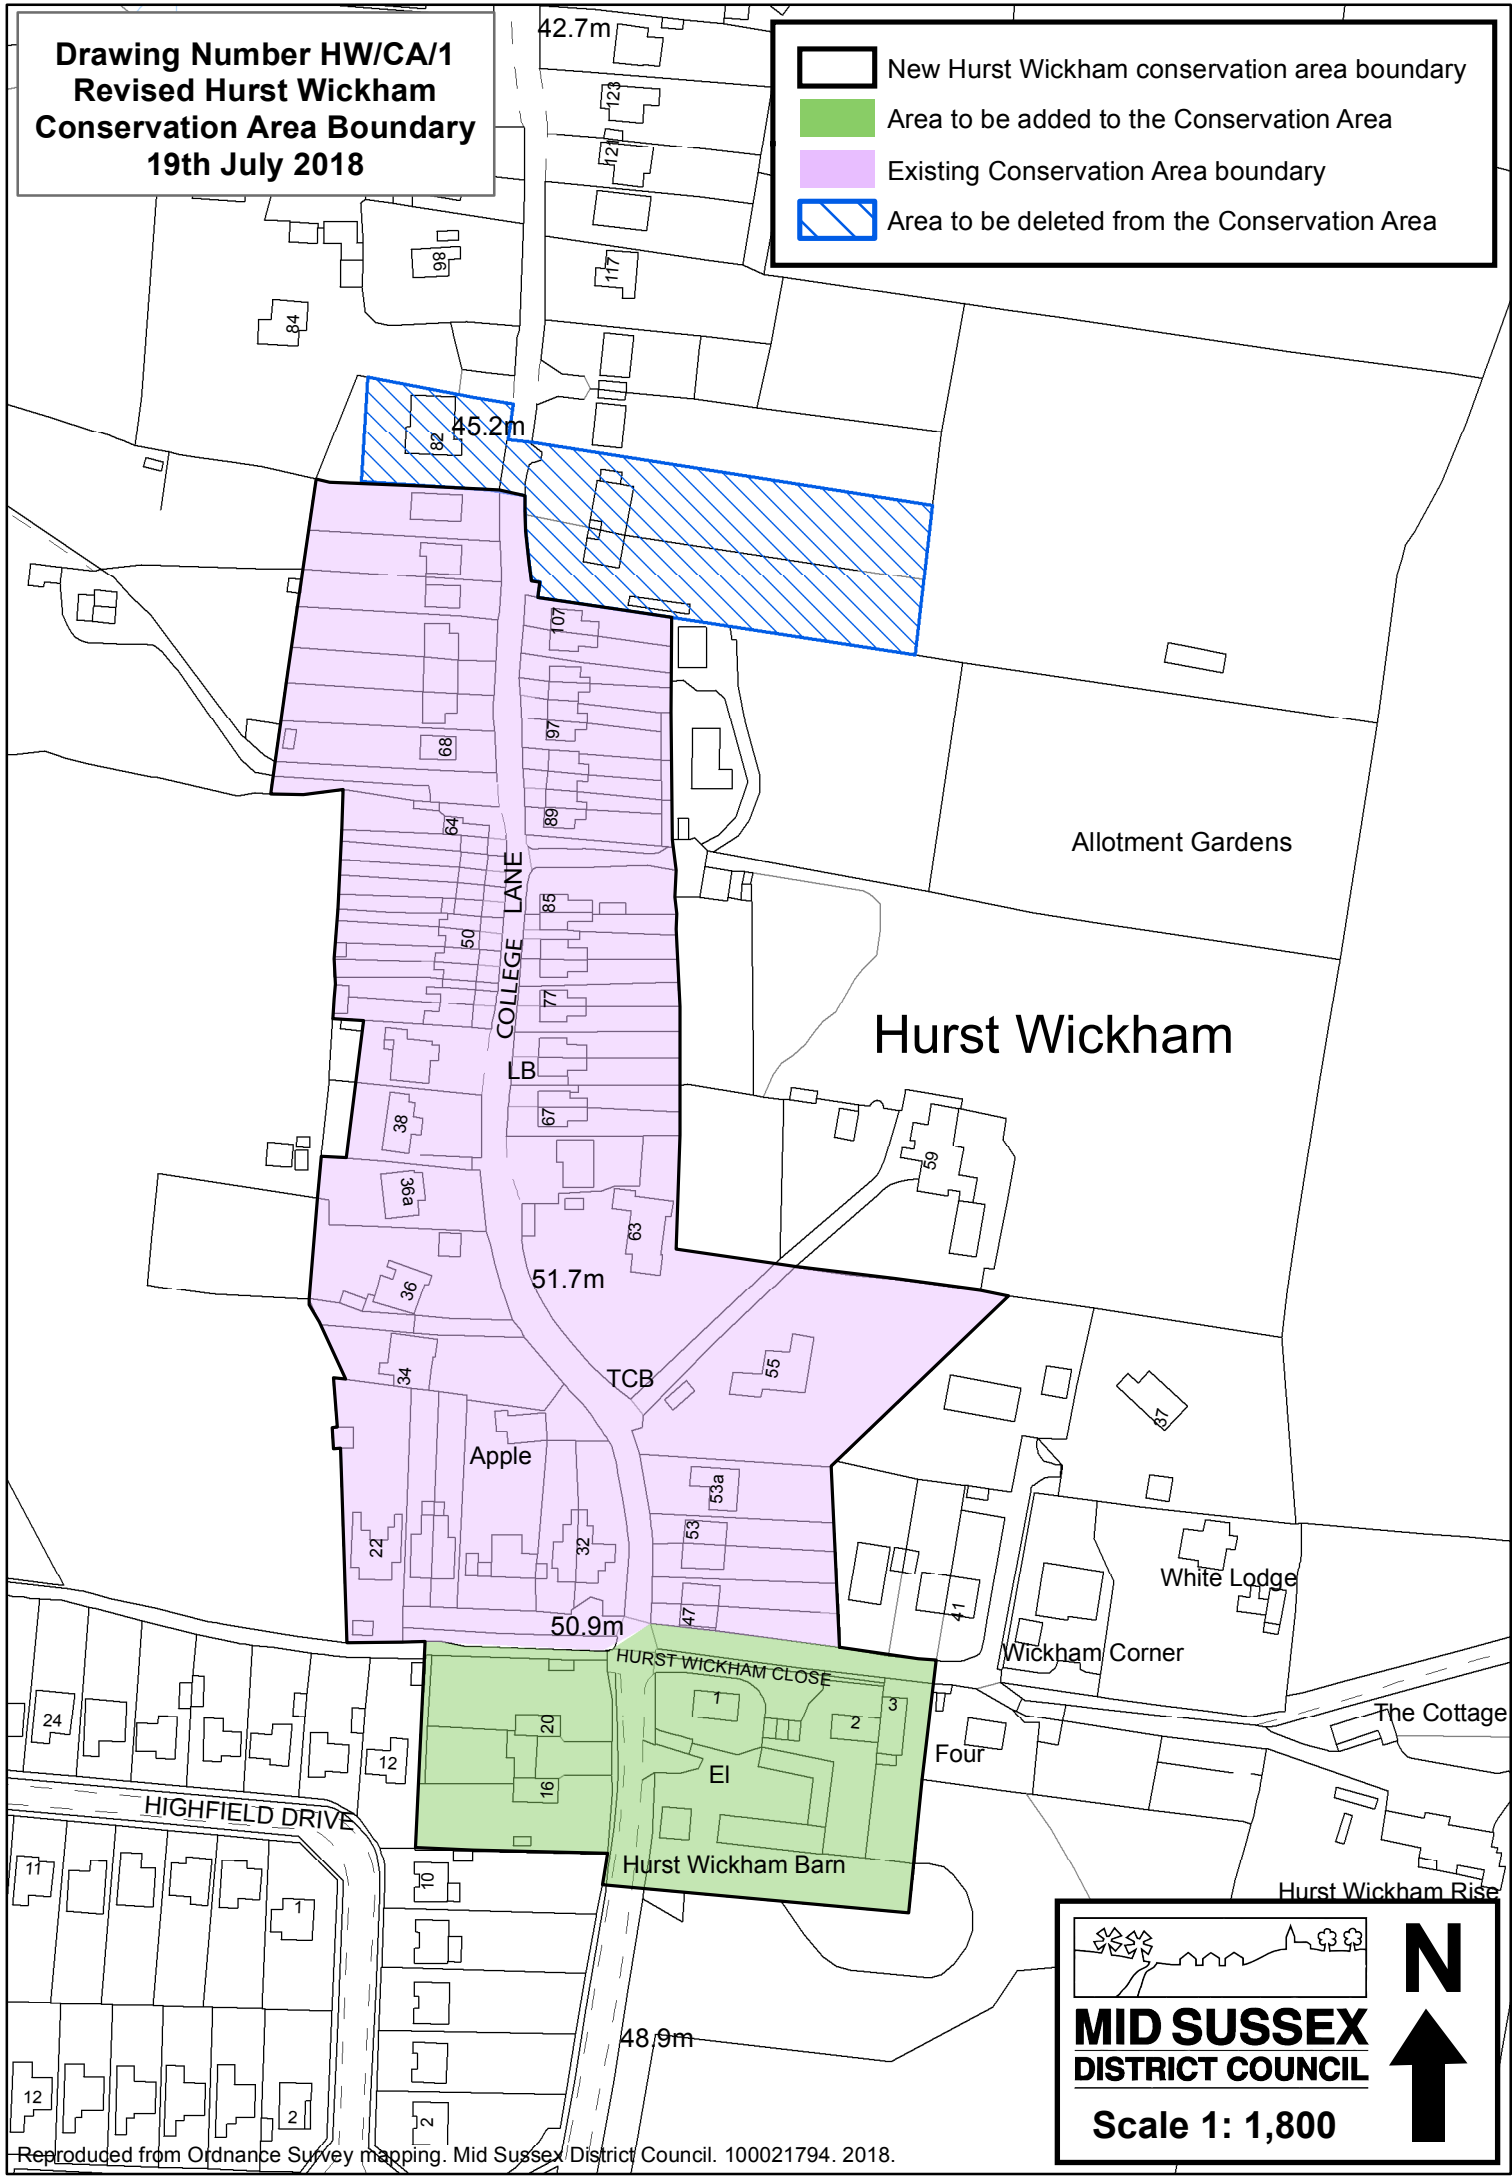 Drawing Number HW/CA/1
Revised Hurst Wickham
Conservation Area Boundary
19th July 2018
New Hurst Wickham conservation area boundary
Area to be added to the Conservation Area
Existing Conservation Area boundary
Area to be deleted from the Conservation Area
42.7m
123
121
98
117
84
82
45.2m
107
97
68
89
64
Allotment Gardens
COLLEGE LANE
85
50
77
Hurst Wickham
LB
67
38
59
36a
63
51.7m
36
55
TCB
34
37
Apple
53a
53
22
32
White Lodge
41
47
50.9m
Wickham Corner
HURST WICKHAM CLOSE
1
3
2
20
24
The Cottage
12
Four
El
16
HIGHFIELD DRIVE
Hurst Wickham Barn
11
10
1
Hurst Wickham Rise
48.9m
12
2
2
N
MID SUSSEX
DISTRICT COUNCIL
Scale 1: 1,800
Reproduced from Ordnance Survey mapping. Mid Sussex District Council. 100021794. 2018.